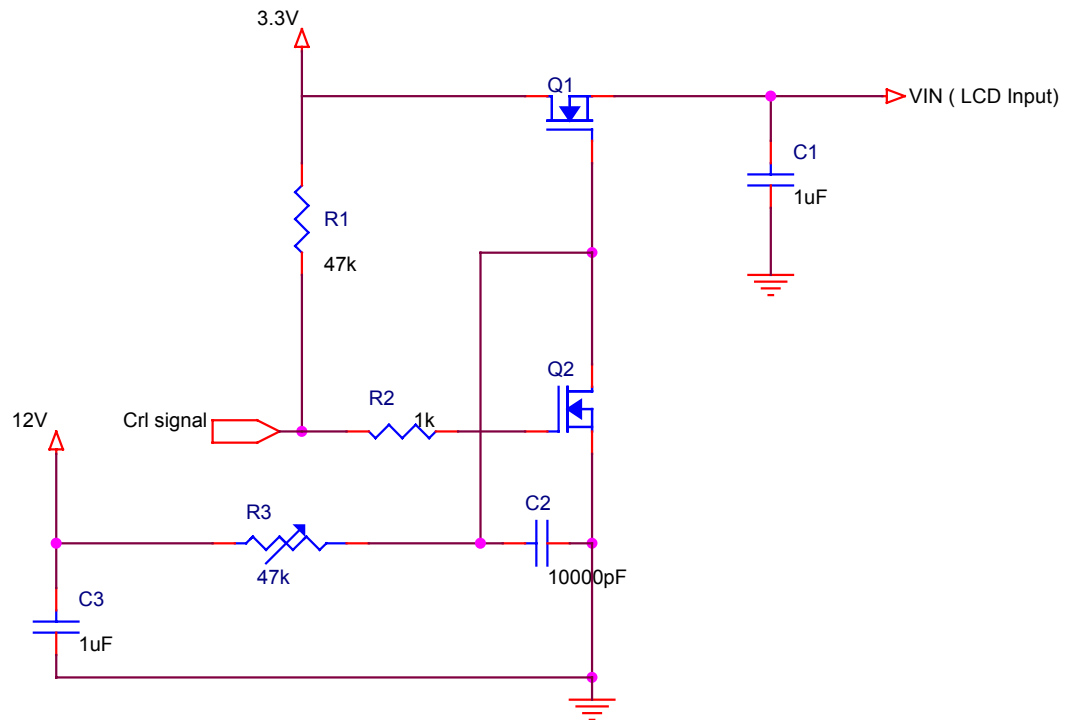 3.3V
Q1
VIN ( LCD Input)
C1
1uF
R1
47k
Q2
12V
Crl signal
R2
1k
R3
47k
C2
10000pF
C3
1uF